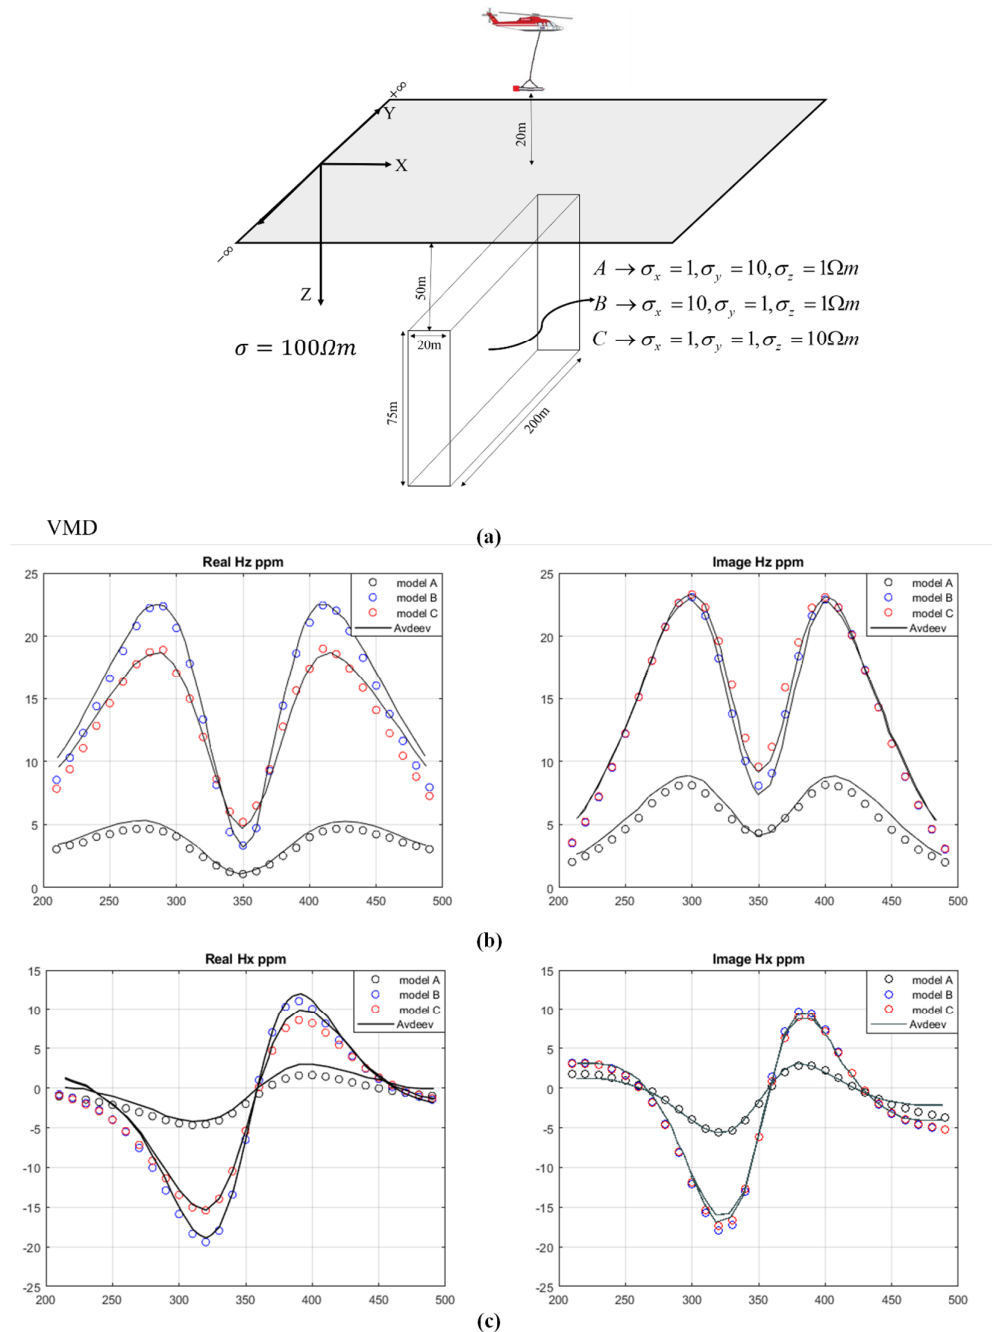 +∞
Y
X
20m
-∞
Z
50m
A → σx = 1, σy = 10, σz = 1Ωm
B → σx = 10, σy = 1, σz = 1Ωm
C → σx = 1, σy = 1, σz = 10Ωm
σ = 100Ωm
20m
75m
200m
VMD
(a)
Real Hz ppm
25
20
15
10
5
0
200 250 300 350 400 450 500
model A
model B
model C
Avdeev
Image Hz ppm
25
20
15
10
5
0
200 250 300 350 400 450 500
model A
model B
model C
Avdeev
(b)
Real Hx ppm
15
10
5
0
-5
-10
-15
-20
-25
200 250 300 350 400 450 500
model A
model B
model C
Avdeev
Image Hx ppm
15
10
5
0
-5
-10
-15
-20
-25
200 250 300 350 400 450 500
model A
model B
model C
Avdeev
(c)